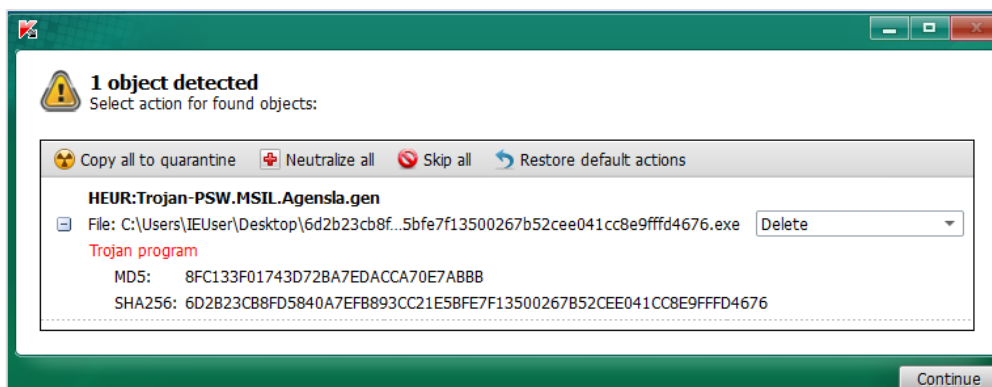 1 object detected
Select action for found objects:
Copy all to quarantine Neutralize all Skip all Restore default actions
HEUR:Trojan-PSW.MSIL.Agensla.gen
File: C:\Users\IEUser\Desktop\6d2b23cb8f...5bfe7f13500267b52cee041cc8e9fffd4676.exe Delete
Trojan program
MD5: 8FC133F01743D72BA7EDACCA70E7ABBB
SHA256: 6D2B23CB8FD5840A7EFB893CC21E5BFE7F13500267B52CEE041CC8E9FFFD4676
Continue